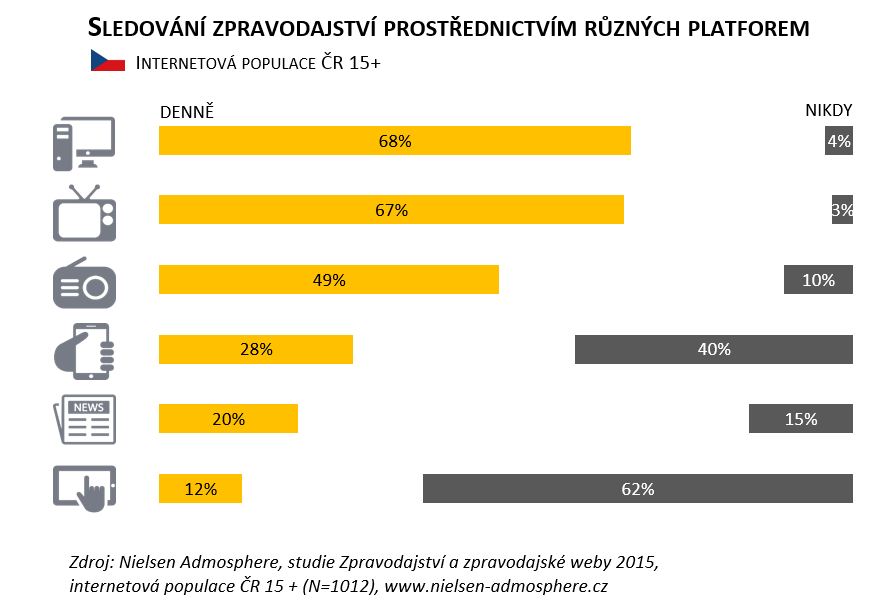 Sledování zpravodajství prostřednictvím různých platforem
Internetová populace ČR 15+
DENNĚ NIKDY
68% 4%
67% 3%
49% 10%
28% 40%
NEWS
20% 15%
12% 62%
Zdroj: Nielsen Admosphere, studie Zpravodajství a zpravodajské weby 2015,
internetová populace ČR 15 + (N=1012), www.nielsen-admosphere.cz